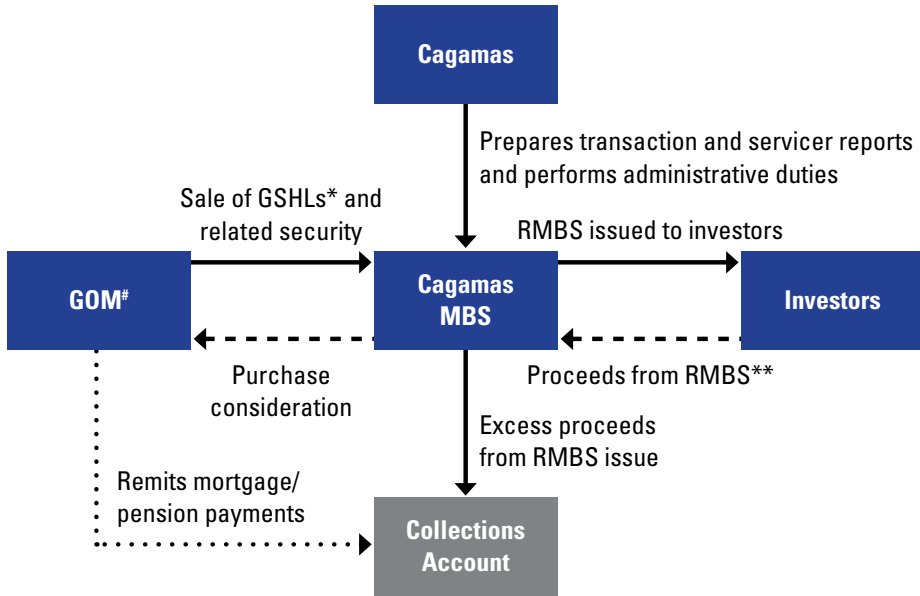 Cagamas
Prepares transaction and servicer reports
and performs administrative duties
Sale of GSHLs* and
related security
RMBS issued to investors
GOM#
Cagamas
MBS
Investors
Purchase
consideration
Proceeds from RMBS**
Excess proceeds
from RMBS issue
Remits mortgage/
pension payments
Collections
Account